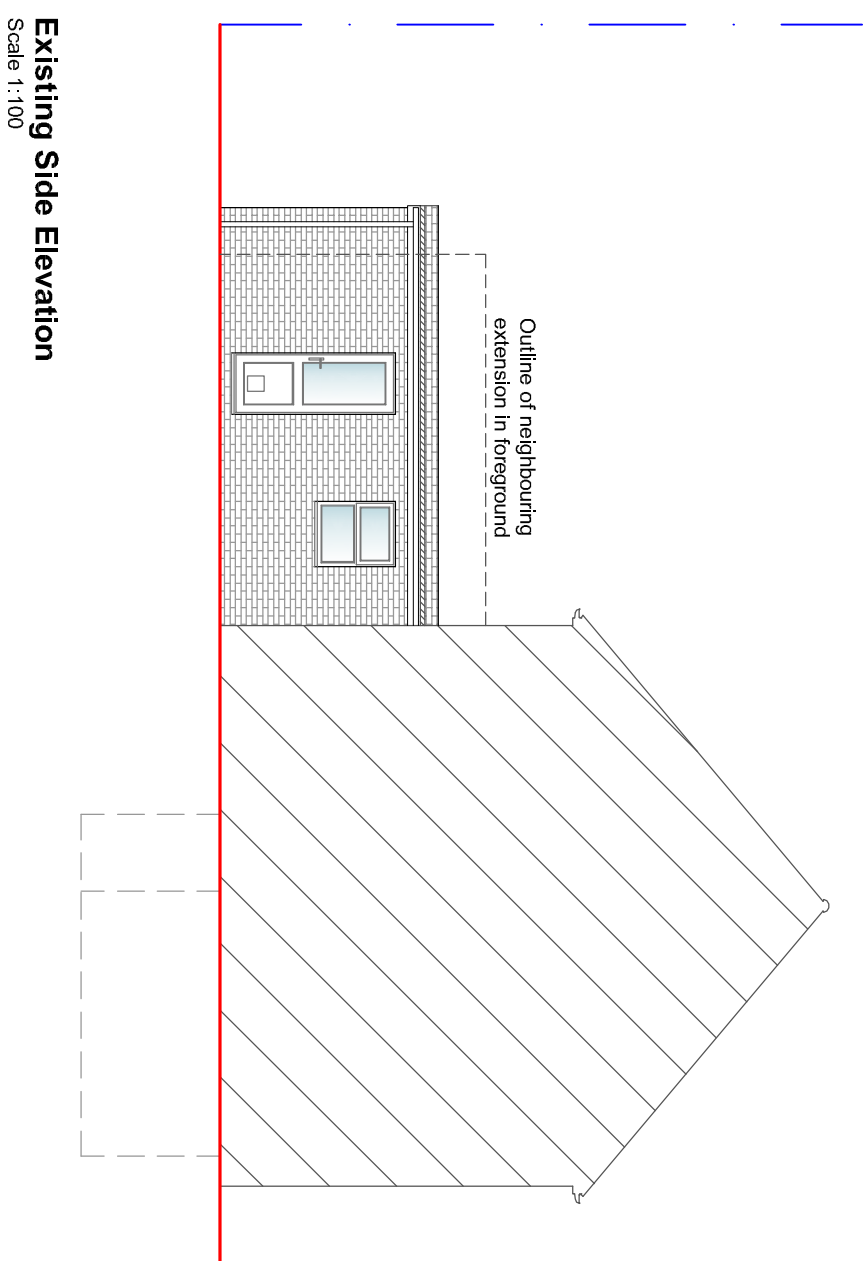 Existing Side Elevation
Scale 1:100
Outline of neighbouring
extension in foreground